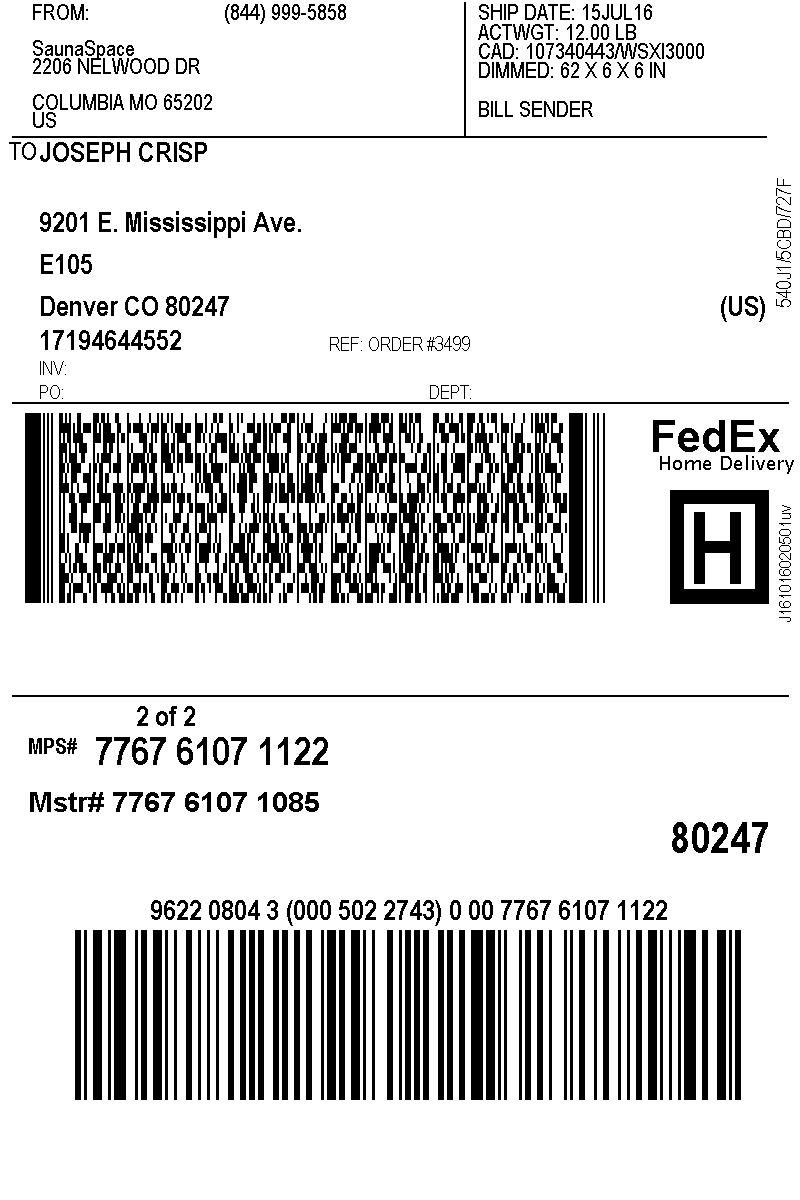 FROM: (844) 999-5858
SaunaSpace
2206 NELWOOD DR
COLUMBIA MO 65202
US
SHIP DATE: 15JUL16
ACTWGT: 12.00 LB
CAD: 107340443/WSXI3000
DIMMED: 62 X 6 X 6 IN
BILL SENDER
TO JOSEPH CRISP
9201 E. Mississippi Ave.
E105
Denver CO 80247 (US)
17194644552 REF: ORDER #3499
INV:
PO: DEPT:
540J1/5CBD/727F
FedEx
Home Delivery
H
J161016020501uv
2 of 2
MPS# 7767 6107 1122
Mstr# 7767 6107 1085
80247
9622 0804 3 (000 502 2743) 0 00 7767 6107 1122